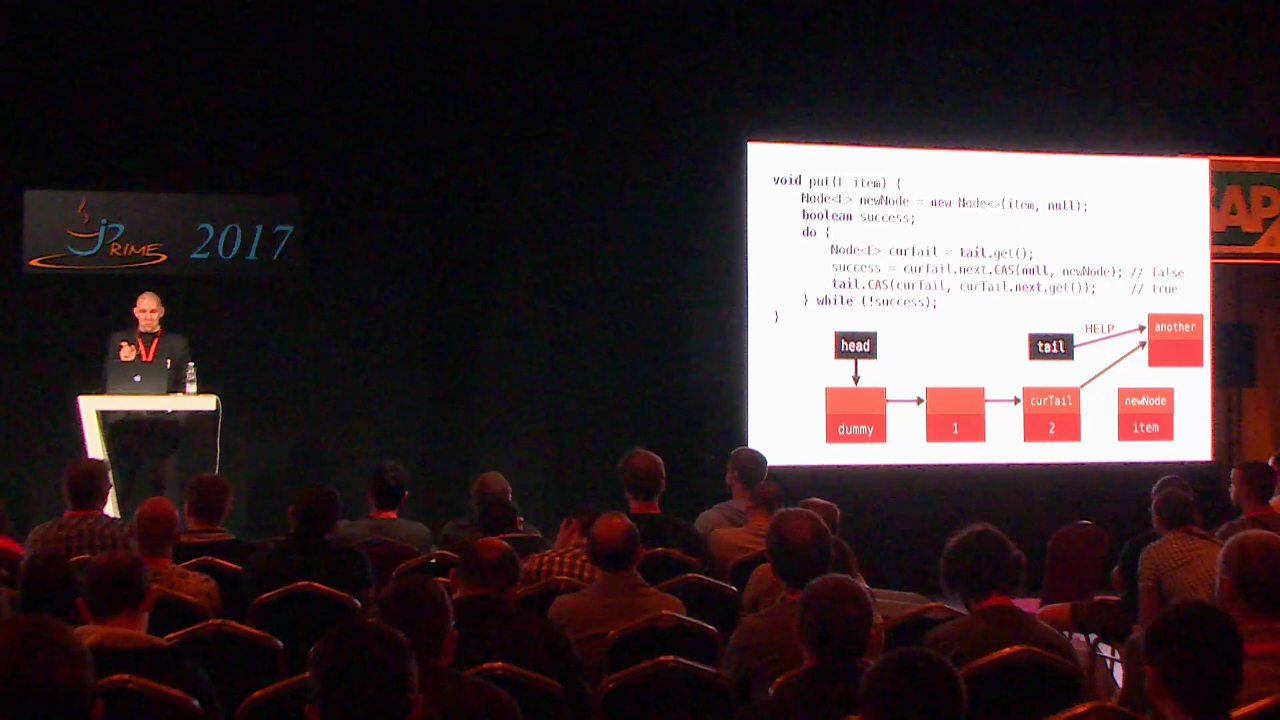 jPRIME 2017
void put(E item) {
Node<E> newNode = new Node<>(item, null);
boolean success;
do {
Node<E> curTail = tail.get();
success = curTail.next.CAS(null, newNode); // false
tail.CAS(curTail, curTail.next.get()); // true
} while (!success);
}
head
tail
HELP
another
curTail
newNode
dummy
1
2
item